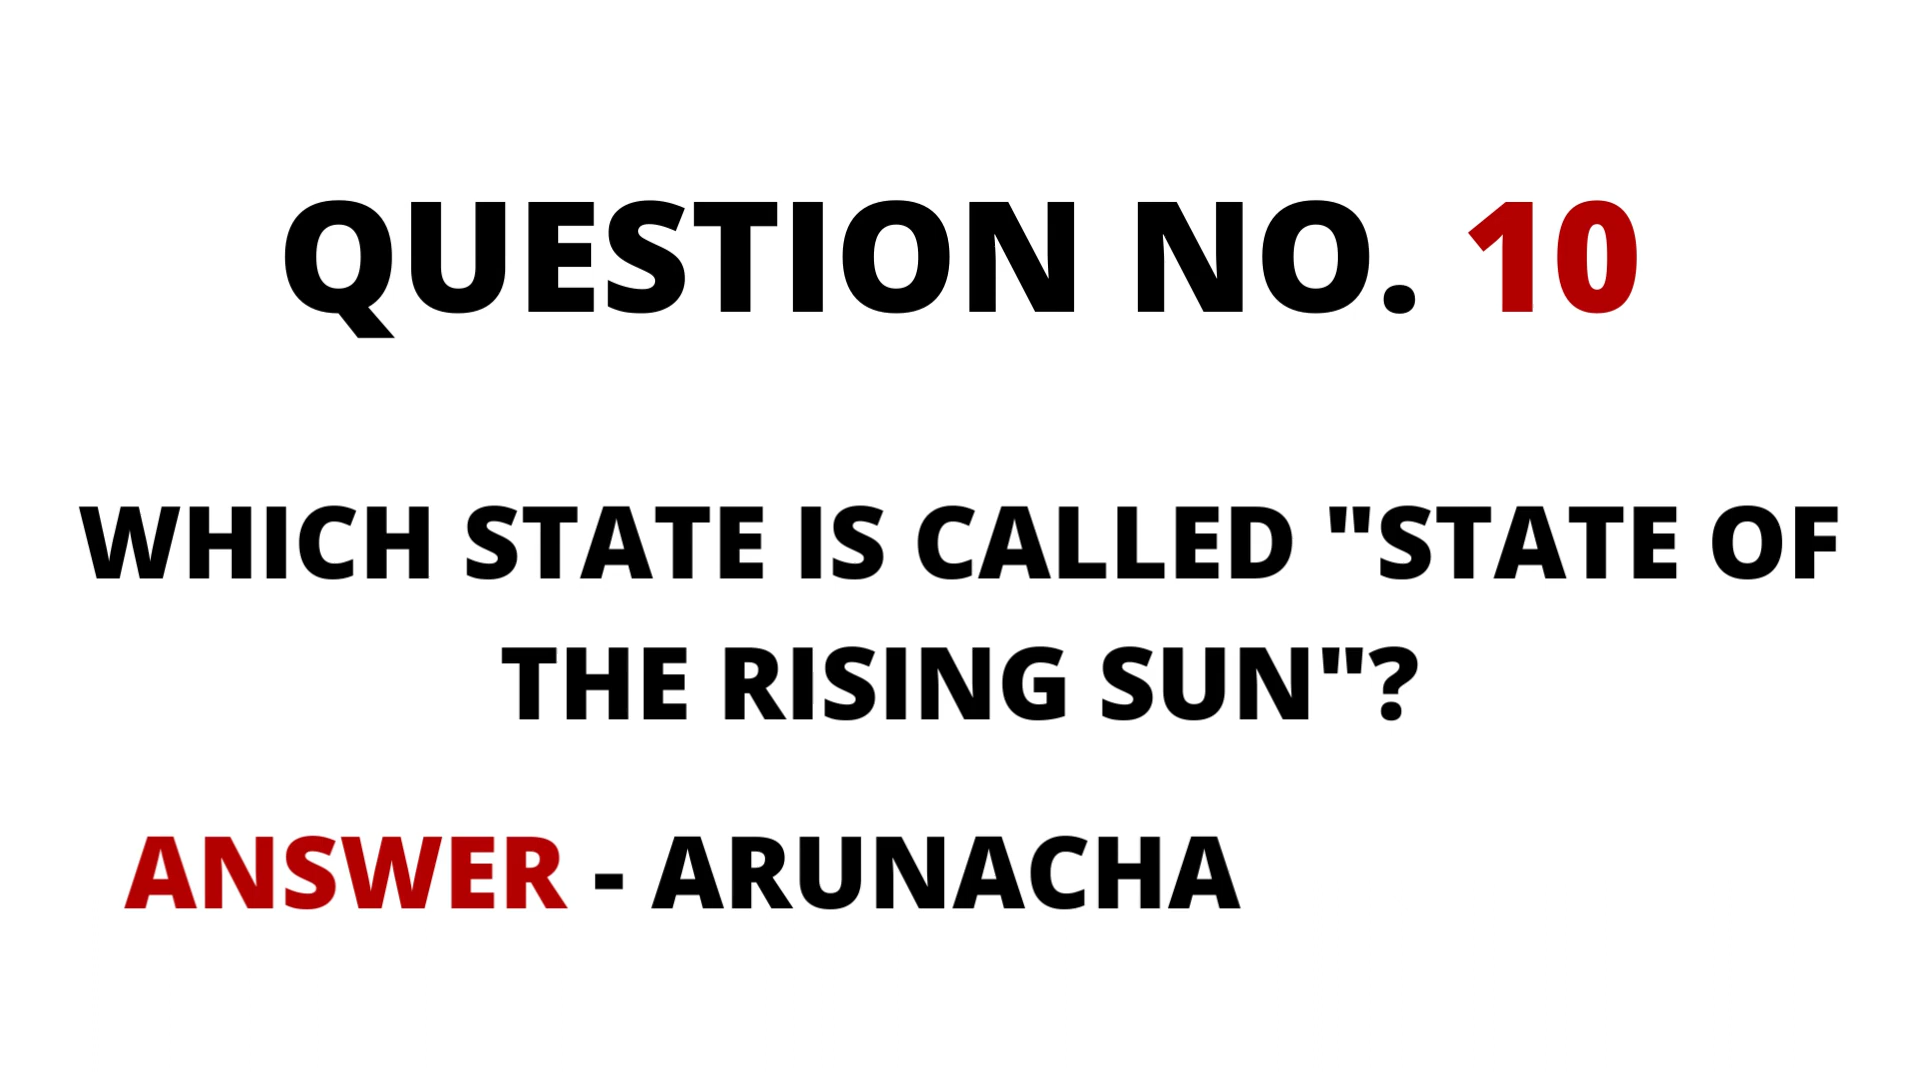 QUESTION NO. 10
WHICH STATE IS CALLED "STATE OF
THE RISING SUN"?
ANSWER - ARUNACHA